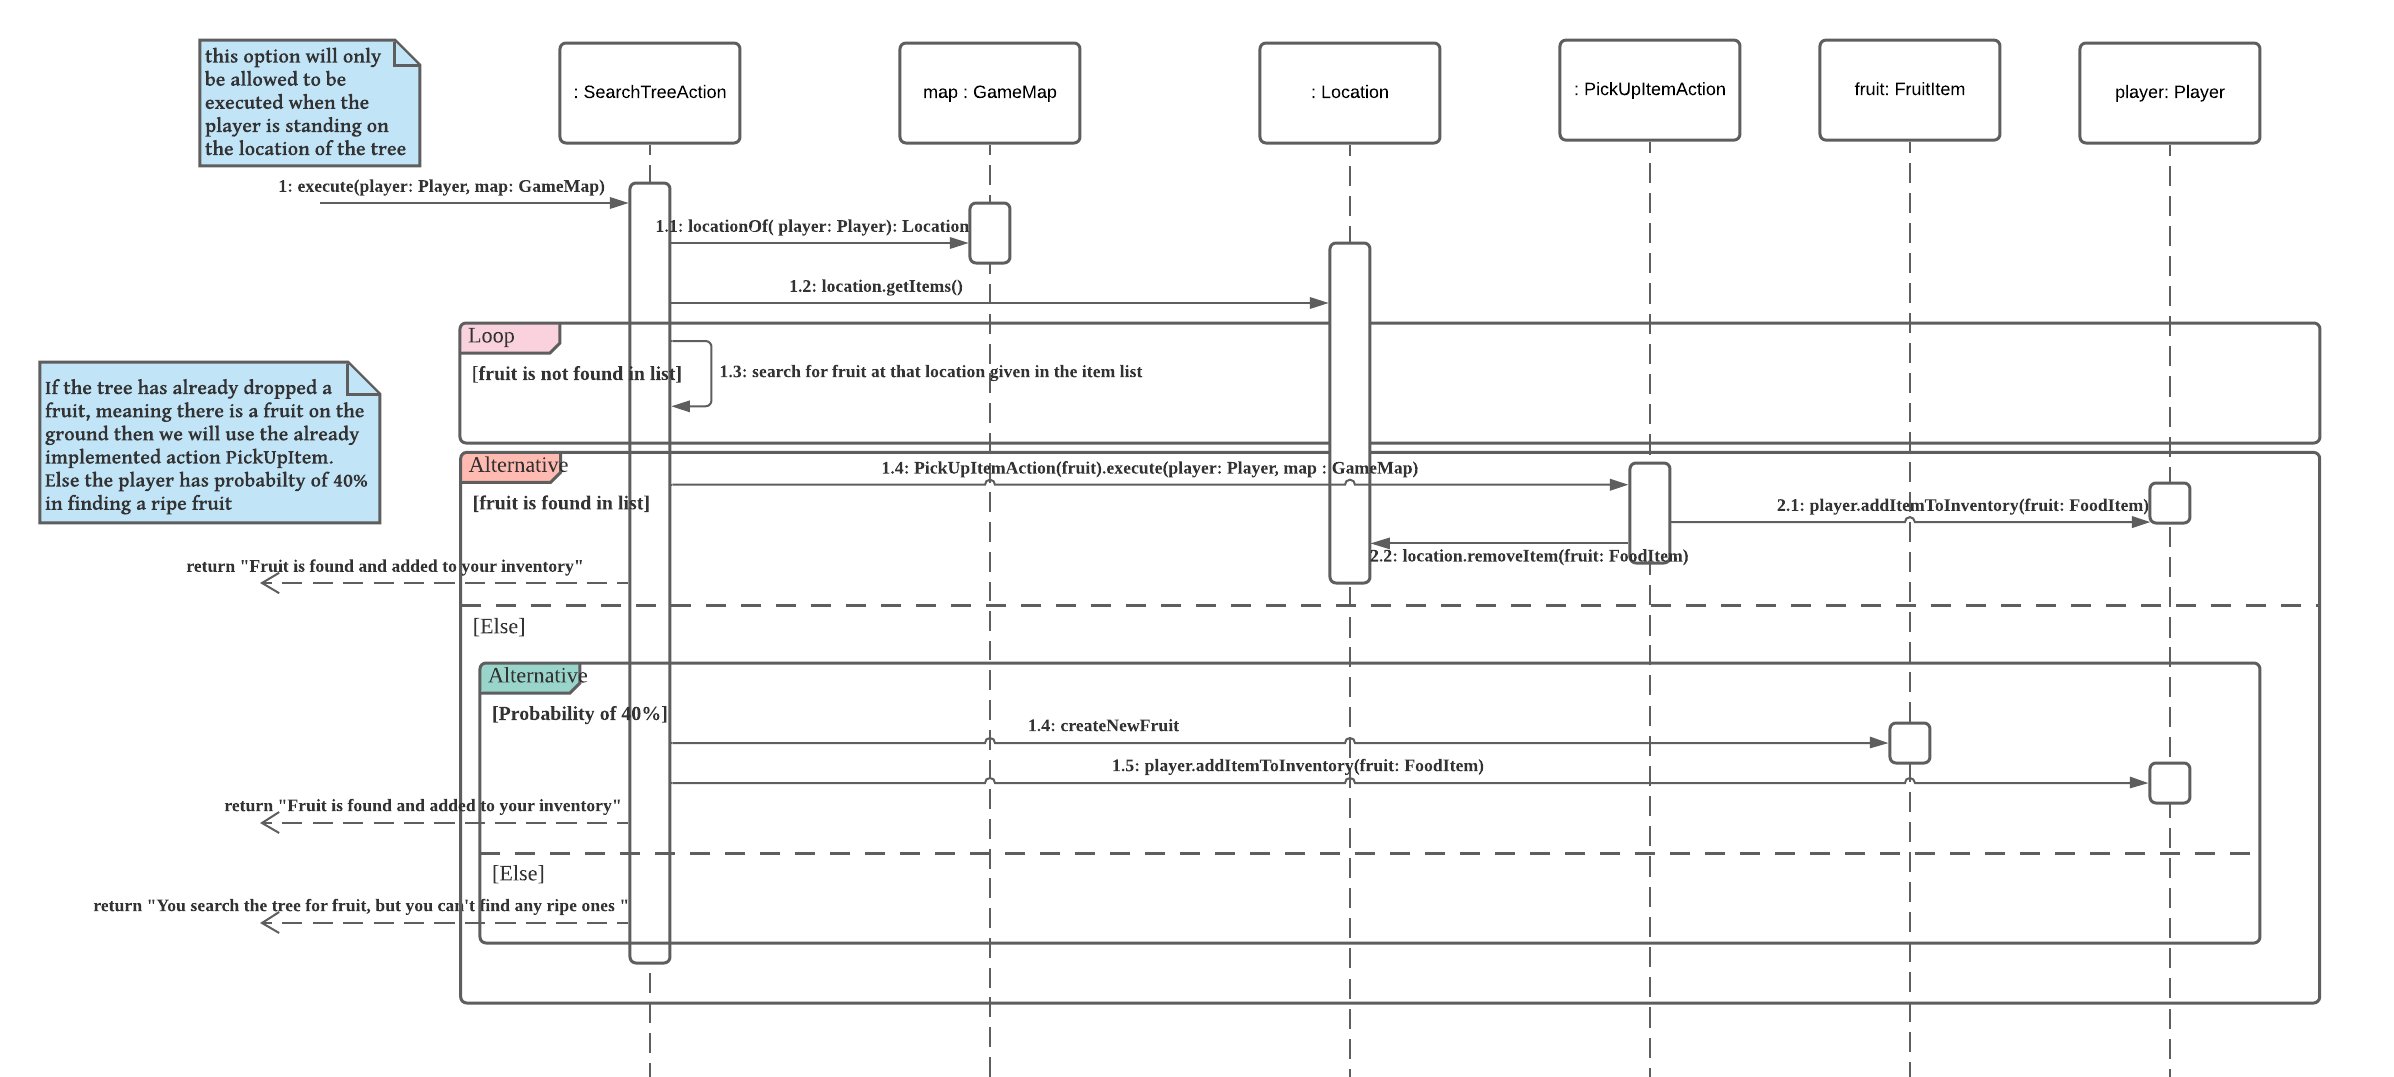 this option will only
be allowed to be
executed when the
player is standing on
the location of the tree
: SearchTreeAction
map : GameMap
: Location
: PickUpItemAction
fruit: FruitItem
player: Player
1: execute(player: Player, map: GameMap)
1.1: locationOf( player: Player): Location
1.2: location.getItems()
Loop
[fruit is not found in list]
1.3: search for fruit at that location given in the item list
If the tree has already dropped a
fruit, meaning there is a fruit on the
ground then we will use the already
implemented action PickUpItem.
Else the player has probabilty of 40%
in finding a ripe fruit
Alternative
1.4: PickUpItemAction(fruit).execute(player: Player, map : GameMap)
[fruit is found in list]
2.1: player.addItemToInventory(fruit: FoodItem)
2.2: location.removeItem(fruit: FoodItem)
return "Fruit is found and added to your inventory"
[Else]
Alternative
[Probability of 40%]
1.4: createNewFruit
1.5: player.addItemToInventory(fruit: FoodItem)
return "Fruit is found and added to your inventory"
[Else]
return "You search the tree for fruit, but you can't find any ripe ones "